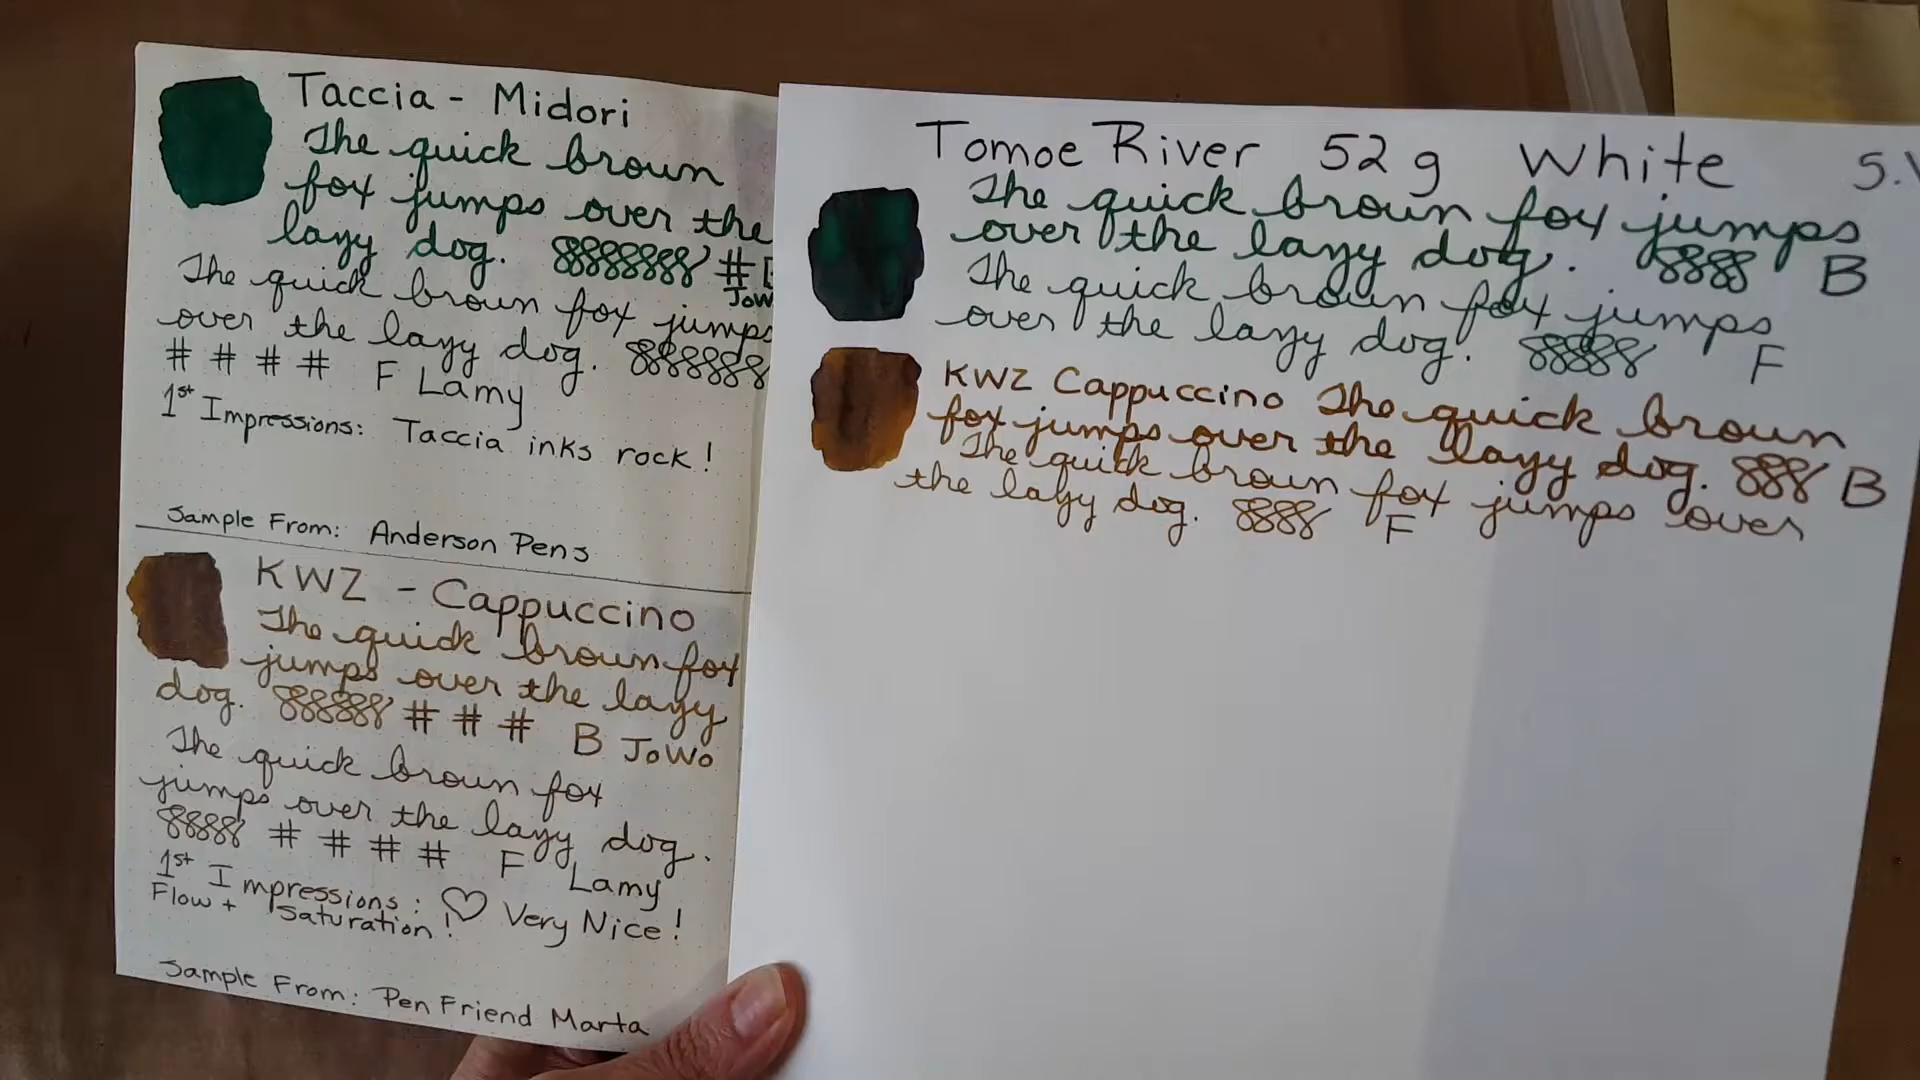 Taccia - Midori
The quick brown
fox jumps over the
lazy dog. 88888888 #
JoWo
The quick brown fox jumps
over the lazy dog. 8888888
# # # # F Lamy
1st Impressions: Taccia inks rock!
Sample From: Anderson Pens
KWZ - Cappuccino
The quick brown fox
jumps over the lazy
dog. 888888 # # # B JoWo
The quick brown fox
jumps over the lazy dog.
8888 # # # # F Lamy
1st Impressions: ♡ Very Nice!
Flow + Saturation!
Sample From: Pen Friend Marta
Tomoe River 52g White S.
The quick brown fox jumps
over the lazy dog. 8888 B
The quick brown fox jumps
over the lazy dog. 88888 F
KWZ Cappuccino The quick brown
fox jumps over the lazy dog. 888 B
The quick brown fox jumps over
the lazy dog. 8888 F